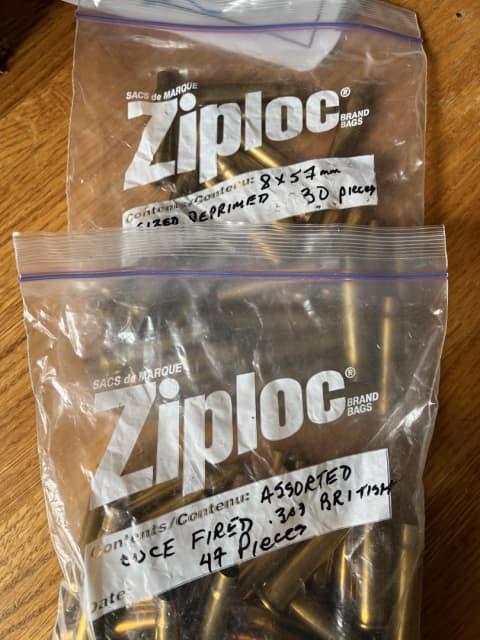 SACS de MARQUE
Ziploc®
BRAND
BAGS
Contents/Contenu: 8x57mm
SIZED DEPRIMED 30 pieces
SACS de MARQUE
Ziploc®
BRAND
BAGS
Contents/Contenu: ASSORTED
ONCE FIRED .303 BRITISH
47 Pieces
Date: